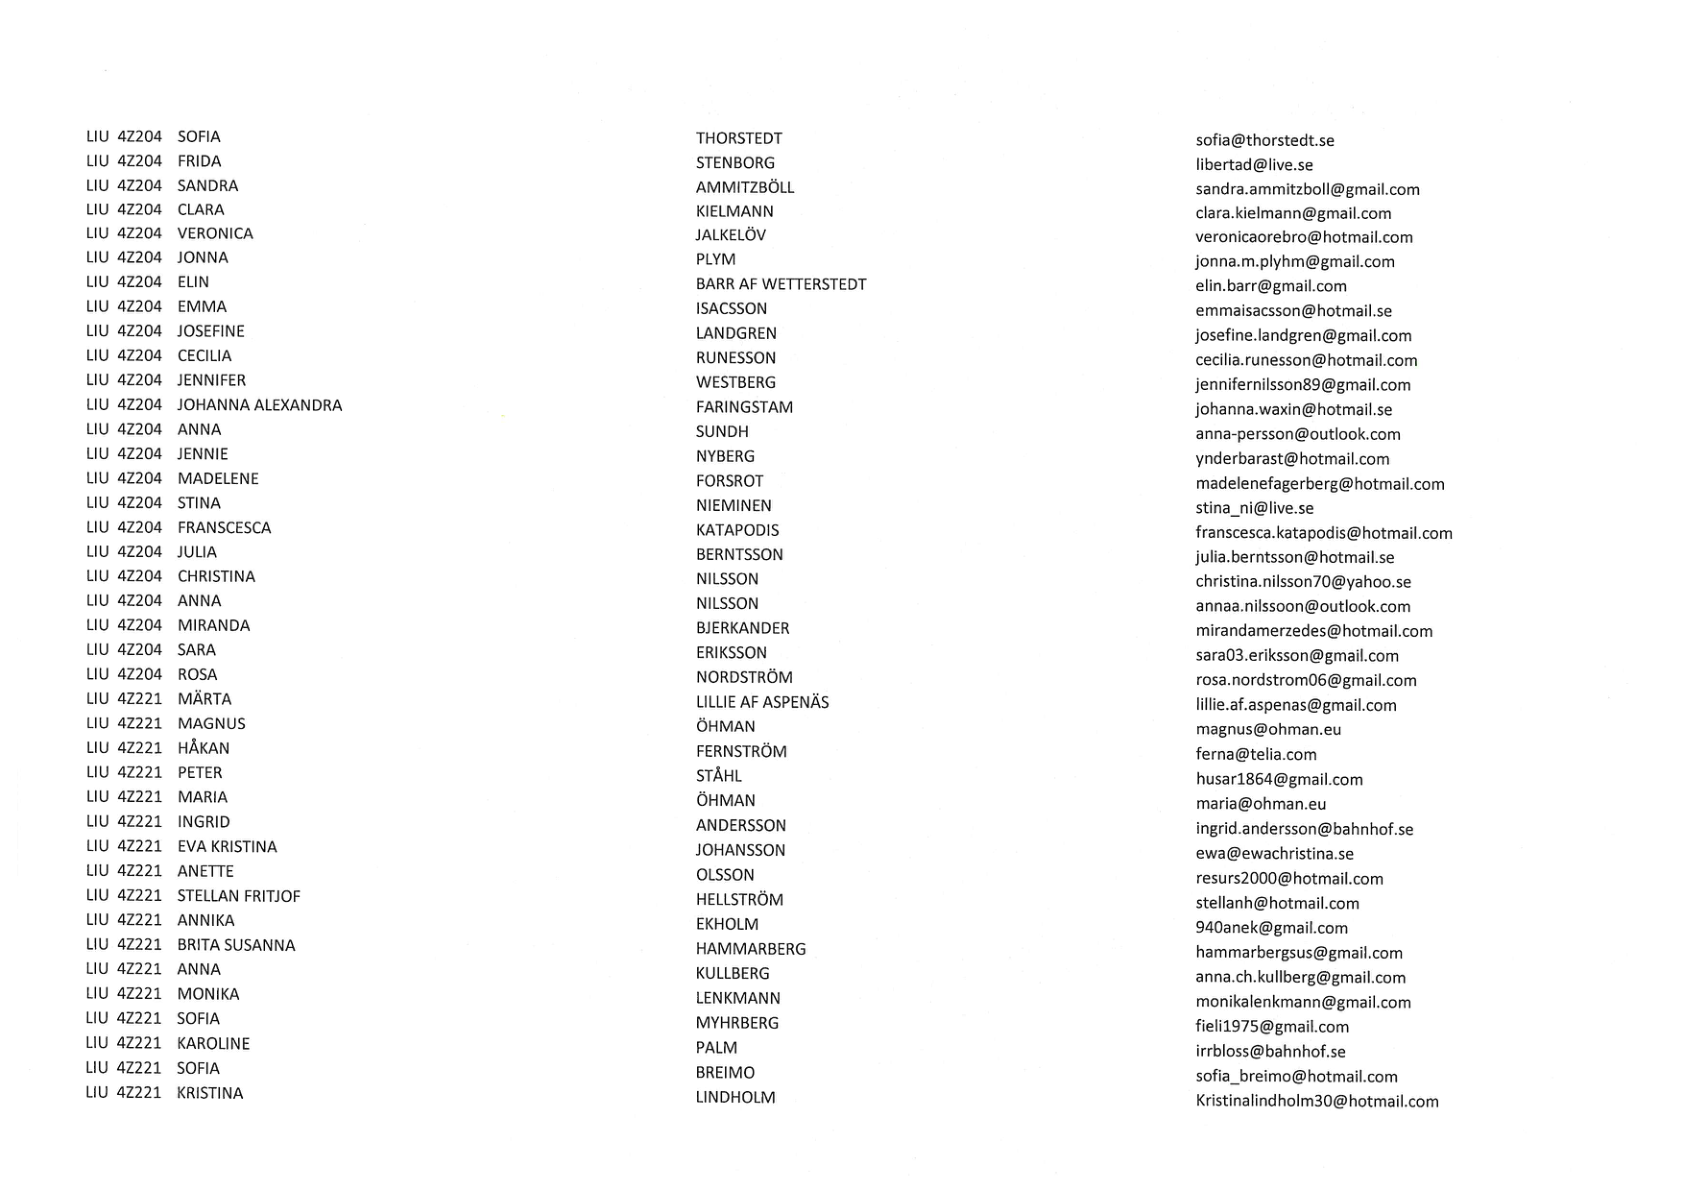 LIU 4Z204 SOFIA THORSTEDT sofia@thorstedt.se
LIU 4Z204 FRIDA STENBORG libertad@live.se
LIU 4Z204 SANDRA AMMITZBÖLL sandra.ammitzboll@gmail.com
LIU 4Z204 CLARA KIELMANN clara.kielmann@gmail.com
LIU 4Z204 VERONICA JALKELÖV veronicaorebro@hotmail.com
LIU 4Z204 JONNA PLYM jonna.m.plyhm@gmail.com
LIU 4Z204 ELIN BARR AF WETTERSTEDT elin.barr@gmail.com
LIU 4Z204 EMMA ISACSSON emmaisacsson@hotmail.se
LIU 4Z204 JOSEFINE LANDGREN josefine.landgren@gmail.com
LIU 4Z204 CECILIA RUNESSON cecilia.runesson@hotmail.com
LIU 4Z204 JENNIFER WESTBERG jennifernilsson89@gmail.com
LIU 4Z204 JOHANNA ALEXANDRA FARINGSTAM johanna.waxin@hotmail.se
LIU 4Z204 ANNA SUNDH anna-persson@outlook.com
LIU 4Z204 JENNIE NYBERG ynderbarast@hotmail.com
LIU 4Z204 MADELENE FORSROT madelenefagerberg@hotmail.com
LIU 4Z204 STINA NIEMINEN stina_ni@live.se
LIU 4Z204 FRANSCESCA KATAPODIS franscesca.katapodis@hotmail.com
LIU 4Z204 JULIA BERNTSSON julia.berntsson@hotmail.se
LIU 4Z204 CHRISTINA NILSSON christina.nilsson70@yahoo.se
LIU 4Z204 ANNA NILSSON annaa.nilssoon@outlook.com
LIU 4Z204 MIRANDA BJERKANDER mirandamerzedes@hotmail.com
LIU 4Z204 SARA ERIKSSON sara03.eriksson@gmail.com
LIU 4Z204 ROSA NORDSTRÖM rosa.nordstrom06@gmail.com
LIU 4Z221 MÄRTA LILLIE AF ASPENÄS lillie.af.aspenas@gmail.com
LIU 4Z221 MAGNUS ÖHMAN magnus@ohman.eu
LIU 4Z221 HÅKAN FERNSTRÖM ferna@telia.com
LIU 4Z221 PETER STÅHL husar1864@gmail.com
LIU 4Z221 MARIA ÖHMAN maria@ohman.eu
LIU 4Z221 INGRID ANDERSSON ingrid.andersson@bahnhof.se
LIU 4Z221 EVA KRISTINA JOHANSSON ewa@ewachristina.se
LIU 4Z221 ANETTE OLSSON resurs2000@hotmail.com
LIU 4Z221 STELLAN FRITJOF HELLSTRÖM stellanh@hotmail.com
LIU 4Z221 ANNIKA EKHOLM 940anek@gmail.com
LIU 4Z221 BRITA SUSANNA HAMMARBERG hammarbergsus@gmail.com
LIU 4Z221 ANNA KULLBERG anna.ch.kullberg@gmail.com
LIU 4Z221 MONIKA LENKMANN monikalenkmann@gmail.com
LIU 4Z221 SOFIA MYHRBERG fieli1975@gmail.com
LIU 4Z221 KAROLINE PALM irrbloss@bahnhof.se
LIU 4Z221 SOFIA BREIMO sofia_breimo@hotmail.com
LIU 4Z221 KRISTINA LINDHOLM Kristinalindholm30@hotmail.com